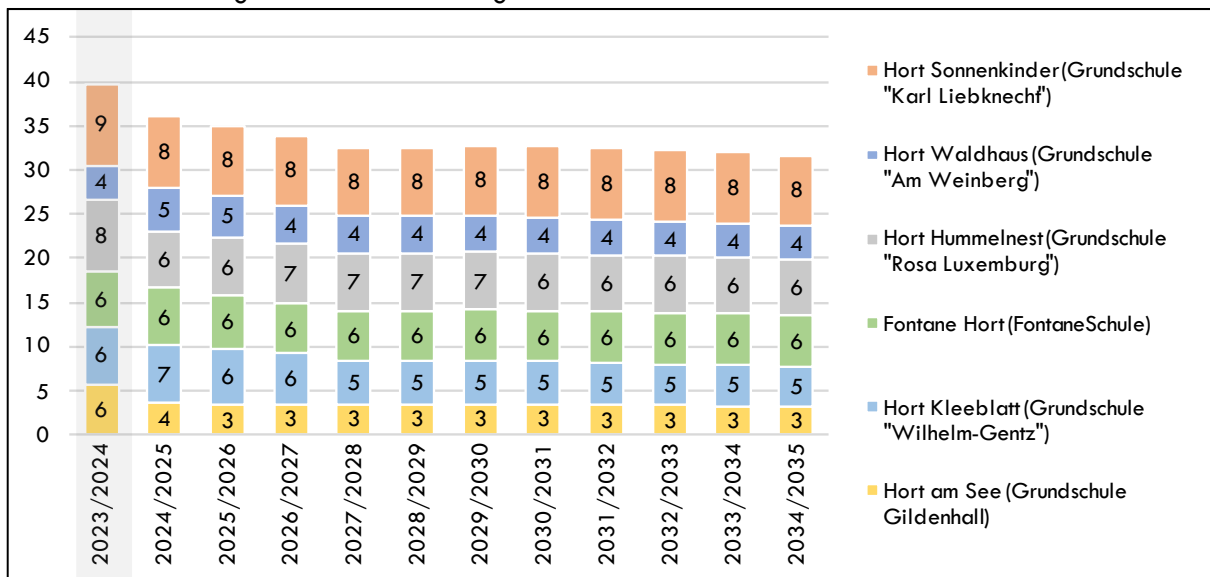 45
40
35
30
25
20
15
10
5
0
9 8 8 8 8 8 8 8 8 8 8 8
4 5 5 4 4 4 4 4 4 4 4 4
8 6 6 7 7 7 7 6 6 6 6 6
6 6 6 6 6 6 6 6 6 6 6 6
6 7 6 6 5 5 5 5 5 5 5 5
6 4 3 3 3 3 3 3 3 3 3 3
2023/2024
2024/2025
2025/2026
2026/2027
2027/2028
2028/2029
2029/2030
2030/2031
2031/2032
2032/2033
2033/2034
2034/2035
Hort Sonnenkinder (Grundschule
"Karl Liebknecht")
Hort Waldhaus (Grundschule
"Am Weinberg")
Hort Hummelnest (Grundschule
"Rosa Luxemburg")
Fontane Hort (FontaneSchule)
Hort Kleeblatt (Grundschule
"Wilhelm-Gentz")
Hort am See (Grundschule
Gildenhall)